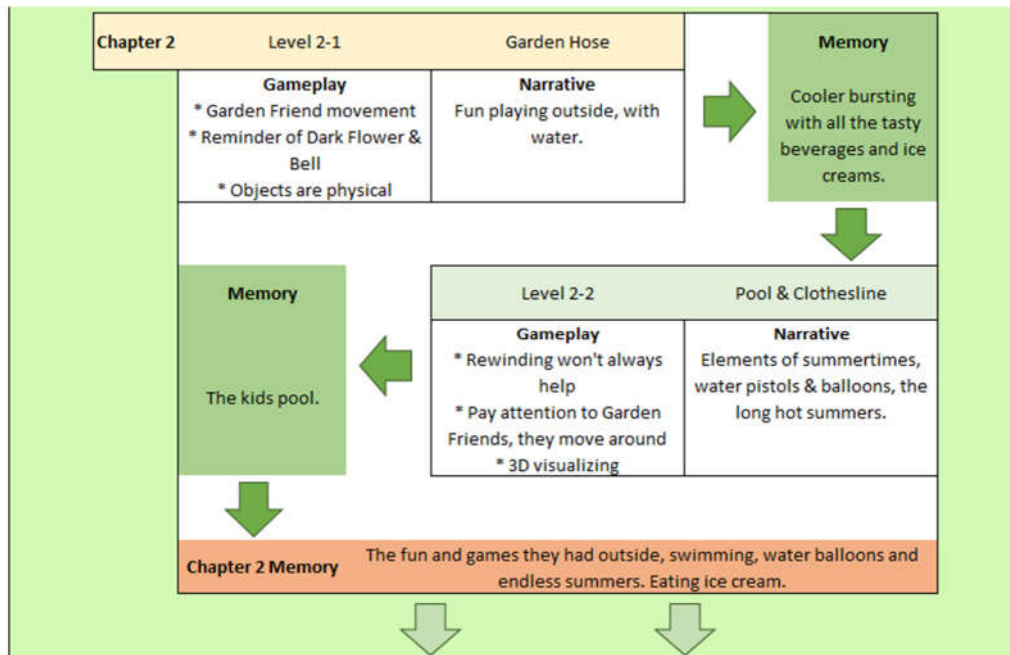 Chapter 2
Level 2-1
Garden Hose
Gameplay
* Garden Friend movement
* Reminder of Dark Flower &
Bell
* Objects are physical
Narrative
Fun playing outside, with
water.
Memory
Cooler bursting
with all the tasty
beverages and ice
creams.
Level 2-2
Pool & Clothesline
Gameplay
* Rewinding won't always
help
* Pay attention to Garden
Friends, they move around
* 3D visualizing
Narrative
Elements of summertimes,
water pistols & balloons, the
long hot summers.
Memory
The kids pool.
Chapter 2 Memory
The fun and games they had outside, swimming, water balloons and
endless summers. Eating ice cream.